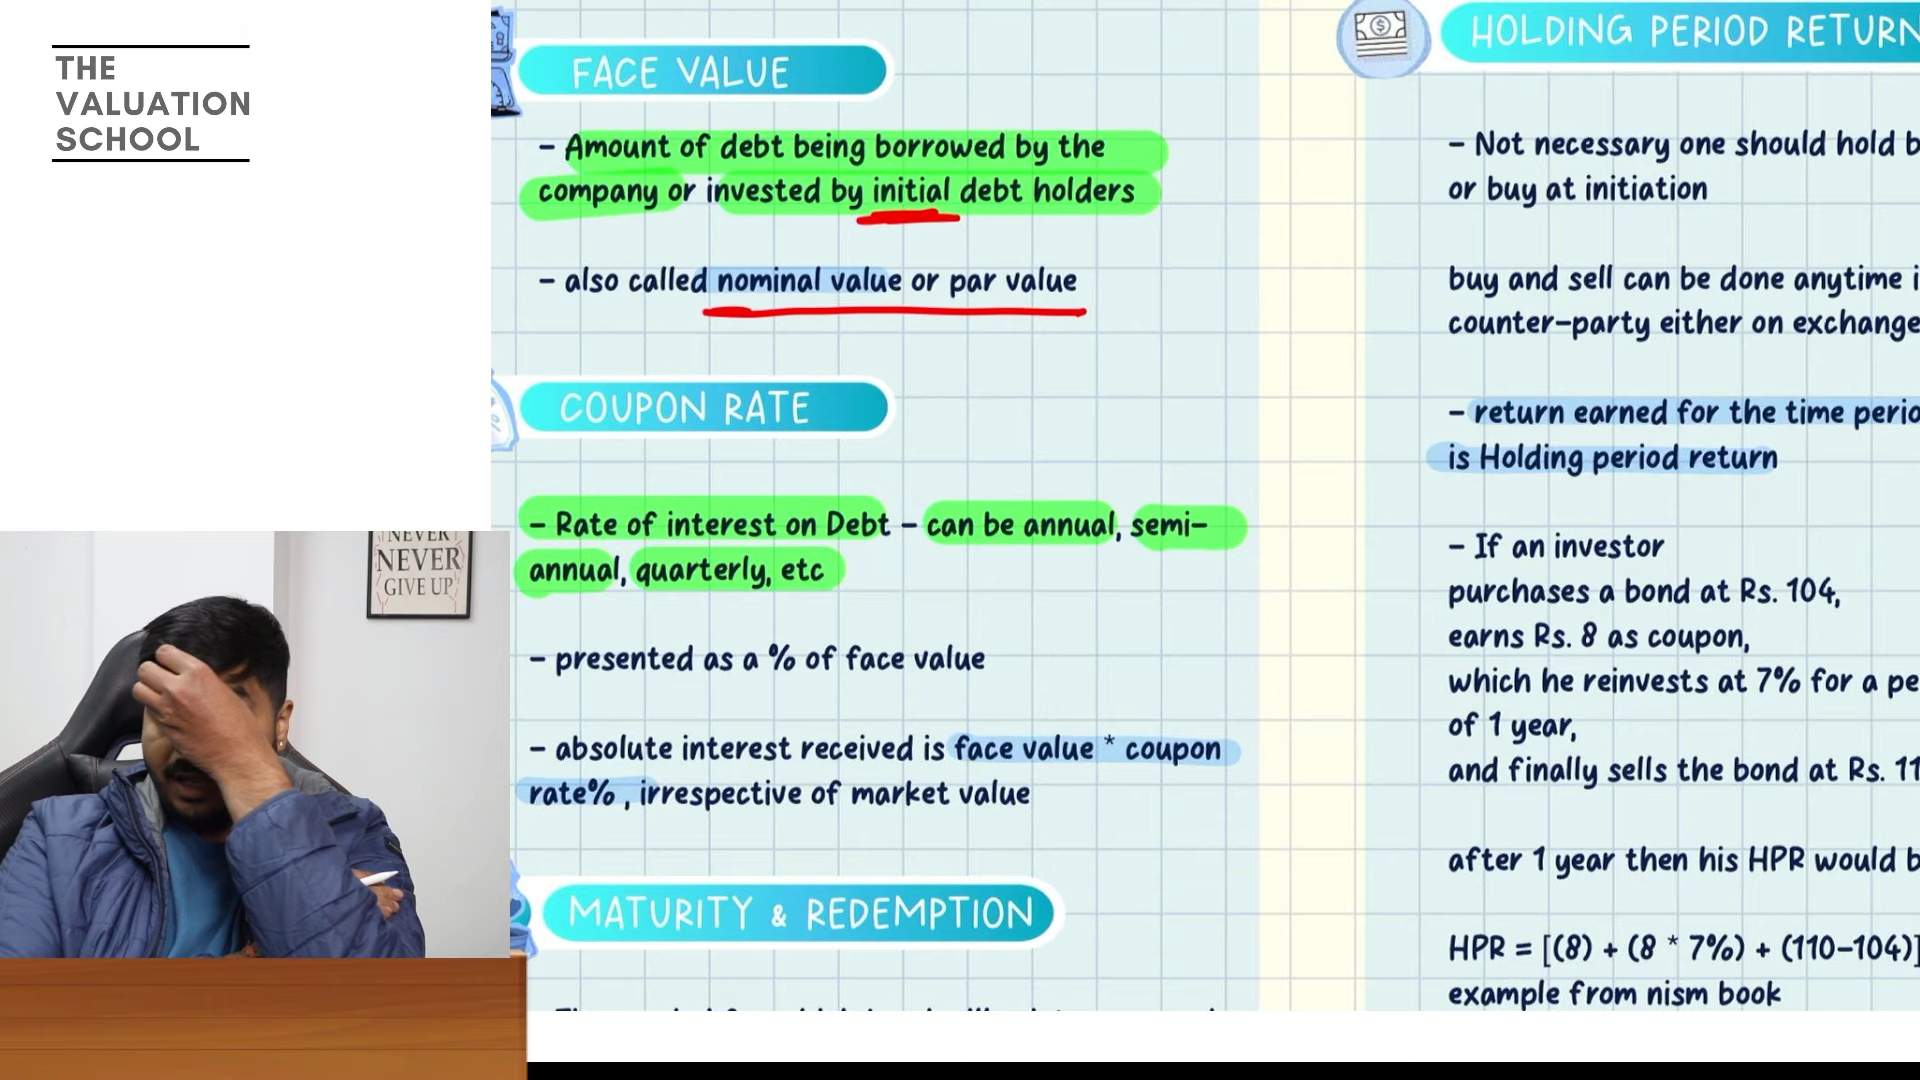 THE
VALUATION
SCHOOL
NEVER
NEVER
GIVE UP
FACE VALUE
– Amount of debt being borrowed by the
company or invested by initial debt holders
– also called nominal value or par value
COUPON RATE
– Rate of interest on Debt – can be annual, semi–
annual, quarterly, etc
– presented as a % of face value
– absolute interest received is face value * coupon
rate% , irrespective of market value
MATURITY & REDEMPTION
HOLDING PERIOD RETURN
– Not necessary one should hold b
or buy at initiation
buy and sell can be done anytime i
counter–party either on exchange
– return earned for the time perio
is Holding period return
– If an investor
purchases a bond at Rs. 104,
earns Rs. 8 as coupon,
which he reinvests at 7% for a pe
of 1 year,
and finally sells the bond at Rs. 11
after 1 year then his HPR would b
HPR = [(8) + (8 * 7%) + (110–104)]
example from nism book